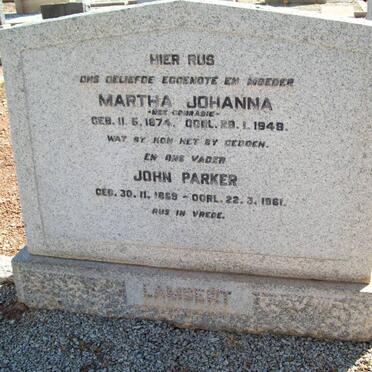 HIER RUS
ONS GELIEFDE EGGENOTE EN MOEDER
MARTHA JOHANNA
-NEE CONRADIE-
GEB. 11. 5. 1874. OORL. 29. 1. 1949.
WAT SY KON HET SY GEDOEN.
EN ONS VADER
JOHN PARKER
GEB. 30. 11. 1869 - OORL. 22. 3. 1961.
RUS IN VREDE.
LAMBERT